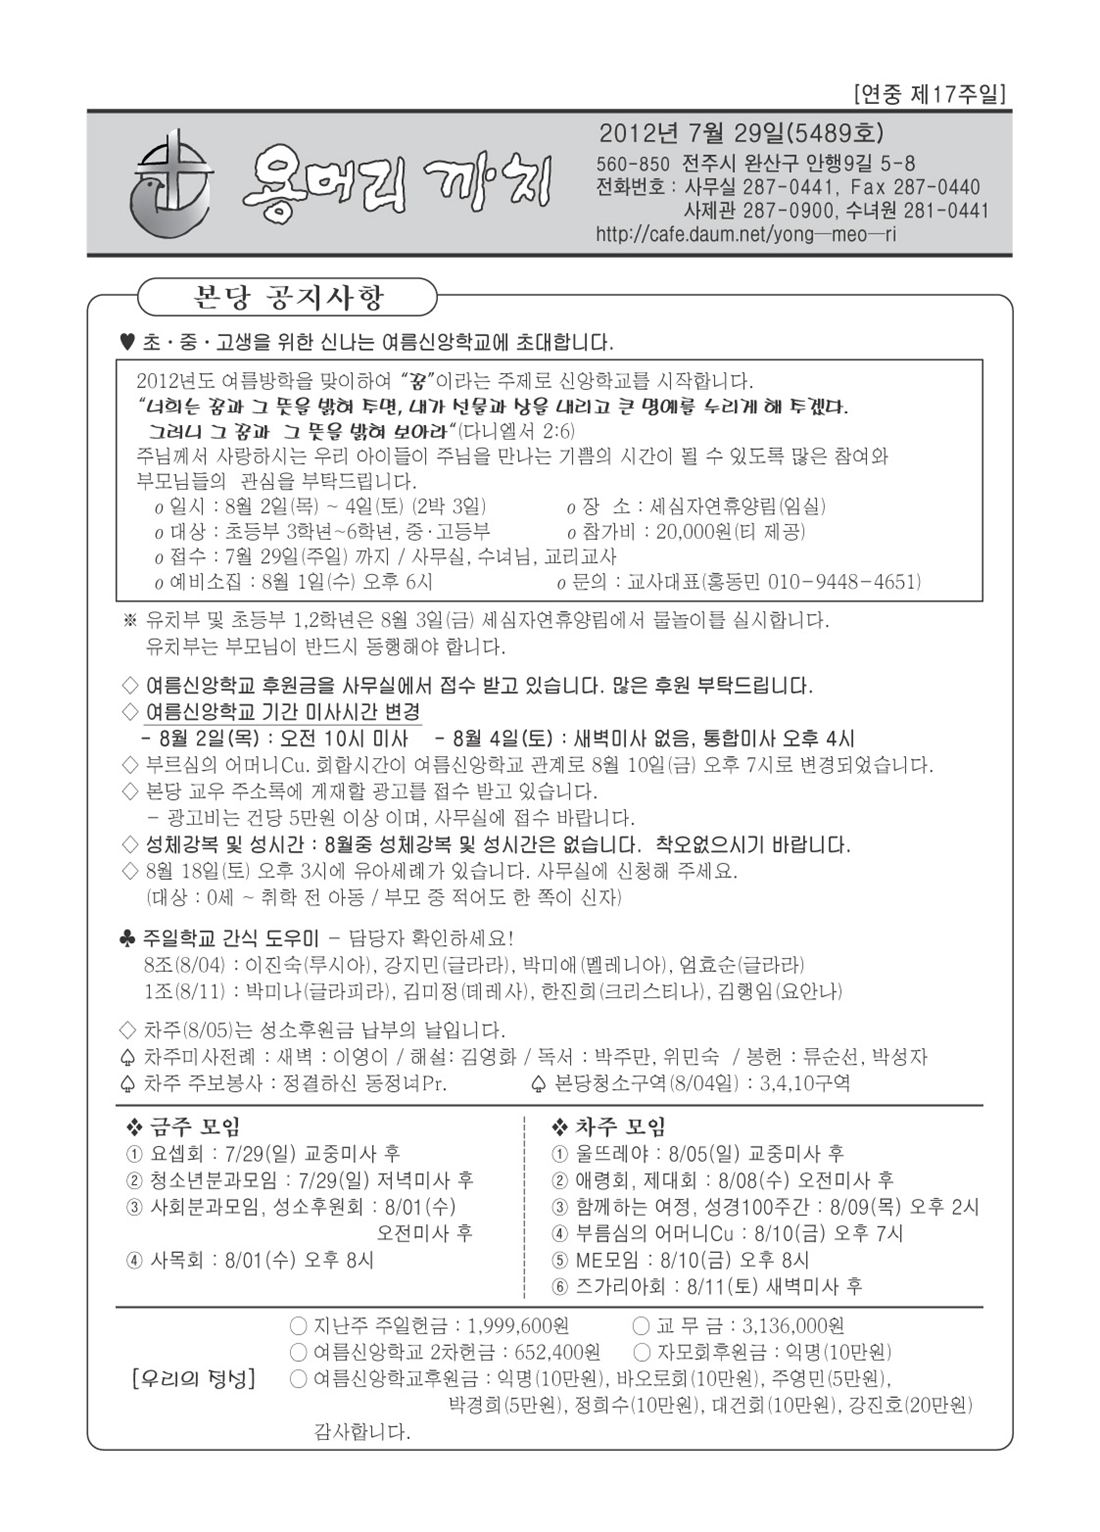 [연중 제17주일]
용머리 까치
2012년 7월 29일(5489호)
560-850 전주시 완산구 안행9길 5-8
전화번호 : 사무실 287-0441, Fax 287-0440
사제관 287-0900, 수녀원 281-0441
http://cafe.daum.net/yong—meo—ri
본당 공지사항
♥ 초·중·고생을 위한 신나는 여름신앙학교에 초대합니다.
2012년도 여름방학을 맞이하여 “꿈”이라는 주제로 신앙학교를 시작합니다.
“너희는 꿈과 그 뜻을 밝혀 두면, 내가 선물과 상을 내리고 큰 명예를 누리게 해 두겠다.
그러니 그 꿈과 그 뜻을 밝혀 보아라“(다니엘서 2:6)
주님께서 사랑하시는 우리 아이들이 주님을 만나는 기쁨의 시간이 될 수 있도록 많은 참여와
부모님들의 관심을 부탁드립니다.
o 일시 : 8월 2일(목) ~ 4일(토) (2박 3일) o 장 소 : 세심자연휴양림(임실)
o 대상 : 초등부 3학년~6학년, 중·고등부 o 참가비 : 20,000원(티 제공)
o 접수 : 7월 29일(주일) 까지 / 사무실, 수녀님, 교리교사
o 예비소집 : 8월 1일(수) 오후 6시 o 문의 : 교사대표(홍동민 010-9448-4651)
※ 유치부 및 초등부 1,2학년은 8월 3일(금) 세심자연휴양림에서 물놀이를 실시합니다.
유치부는 부모님이 반드시 동행해야 합니다.
◇ 여름신앙학교 후원금을 사무실에서 접수 받고 있습니다. 많은 후원 부탁드립니다.
◇ 여름신앙학교 기간 미사시간 변경
- 8월 2일(목) : 오전 10시 미사 - 8월 4일(토) : 새벽미사 없음, 통합미사 오후 4시
◇ 부르심의 어머니Cu. 회합시간이 여름신앙학교 관계로 8월 10일(금) 오후 7시로 변경되었습니다.
◇ 본당 교우 주소록에 게재할 광고를 접수 받고 있습니다.
- 광고비는 건당 5만원 이상 이며, 사무실에 접수 바랍니다.
◇ 성체강복 및 성시간 : 8월중 성체강복 및 성시간은 없습니다. 착오없으시기 바랍니다.
◇ 8월 18일(토) 오후 3시에 유아세례가 있습니다. 사무실에 신청해 주세요.
(대상 : 0세 ~ 취학 전 아동 / 부모 중 적어도 한 쪽이 신자)
♣ 주일학교 간식 도우미 - 담당자 확인하세요!
8조(8/04) : 이진숙(루시아), 강지민(글라라), 박미애(멜레니아), 엄효순(글라라)
1조(8/11) : 박미나(글라피라), 김미정(데레사), 한진희(크리스티나), 김행임(요안나)
◇ 차주(8/05)는 성소후원금 납부의 날입니다.
♤ 차주미사전례 : 새벽 : 이영이 / 해설: 김영화 / 독서 : 박주만, 위민숙 / 봉헌 : 류순선, 박성자
♤ 차주 주보봉사 : 정결하신 동정녀Pr. ♤ 본당청소구역(8/04일) : 3,4,10구역
❖ 금주 모임
① 요셉회 : 7/29(일) 교중미사 후
② 청소년분과모임 : 7/29(일) 저녁미사 후
③ 사회분과모임, 성소후원회 : 8/01(수)
오전미사 후
④ 사목회 : 8/01(수) 오후 8시
❖ 차주 모임
① 울뜨레야 : 8/05(일) 교중미사 후
② 애령회, 제대회 : 8/08(수) 오전미사 후
③ 함께하는 여정, 성경100주간 : 8/09(목) 오후 2시
④ 부름심의 어머니Cu : 8/10(금) 오후 7시
⑤ ME모임 : 8/10(금) 오후 8시
⑥ 즈가리아회 : 8/11(토) 새벽미사 후
[우리의 정성]
○ 지난주 주일헌금 : 1,999,600원 ○ 교 무 금 : 3,136,000원
○ 여름신앙학교 2차헌금 : 652,400원 ○ 자모회후원금 : 익명(10만원)
○ 여름신앙학교후원금 : 익명(10만원), 바오로회(10만원), 주영민(5만원),
박경희(5만원), 정희수(10만원), 대건회(10만원), 강진호(20만원)
감사합니다.